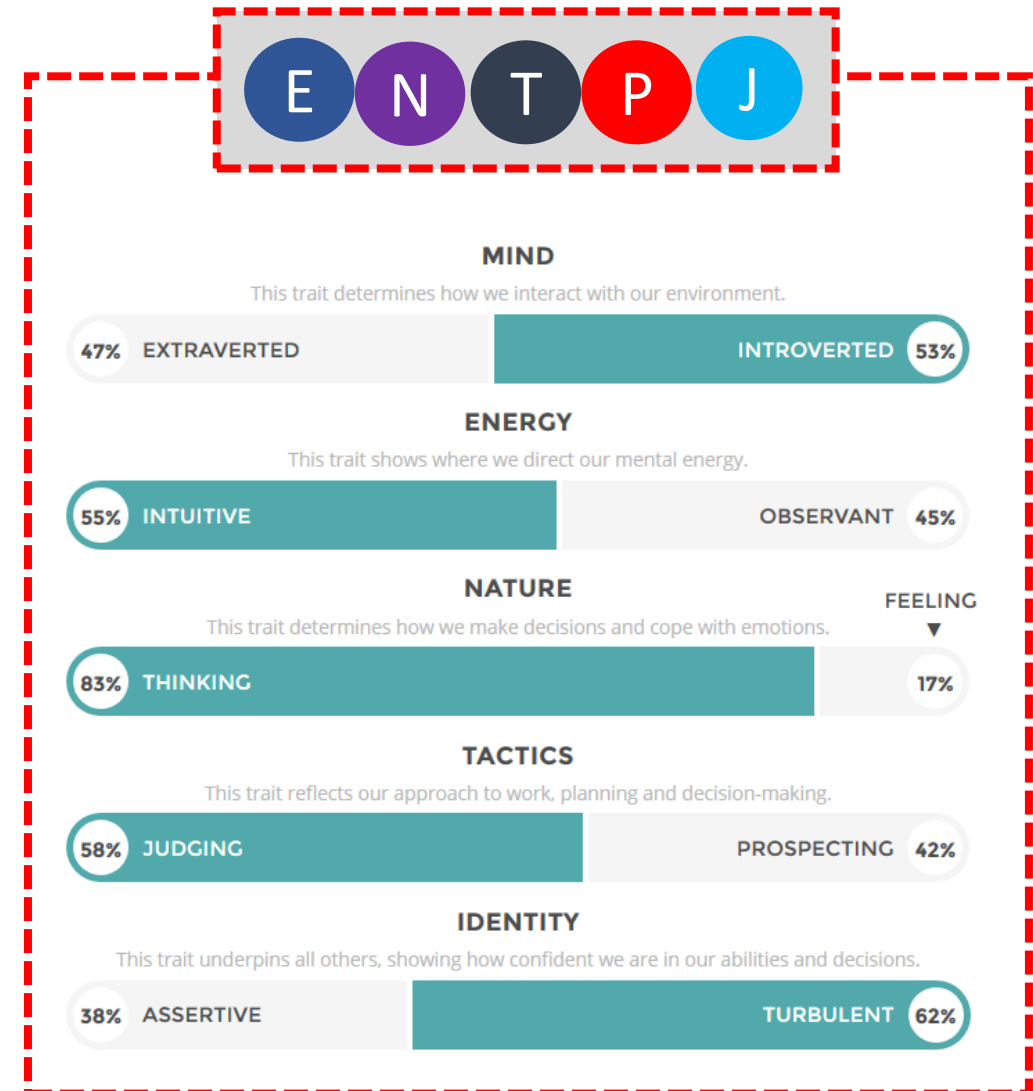 E N T P J
MIND
This trait determines how we interact with our environment.
47% EXTRAVERTED INTROVERTED 53%
ENERGY
This trait shows where we direct our mental energy.
55% INTUITIVE OBSERVANT 45%
NATURE
FEELING
This trait determines how we make decisions and cope with emotions. ▼
83% THINKING 17%
TACTICS
This trait reflects our approach to work, planning and decision-making.
58% JUDGING PROSPECTING 42%
IDENTITY
This trait underpins all others, showing how confident we are in our abilities and decisions.
38% ASSERTIVE TURBULENT 62%